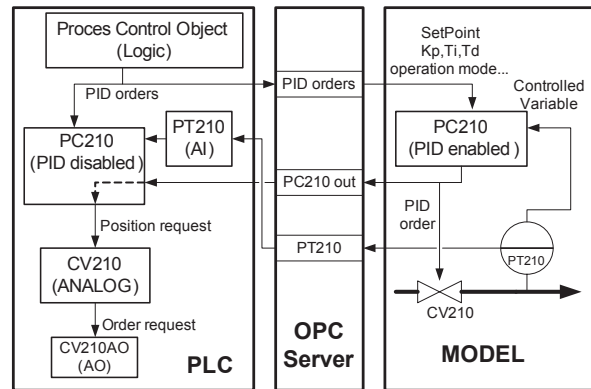 Proces Control Object
(Logic)
PID orders
PC210
(PID disabled)
PT210
(AI)
Position request
CV210
(ANALOG)
Order request
CV210AO
(AO)
PLC
PID orders
PC210 out
PT210
OPC
Server
SetPoint
Kp,Ti,Td
operation mode...
Controlled
Variable
PC210
(PID enabled )
PID
order
PT210
CV210
MODEL